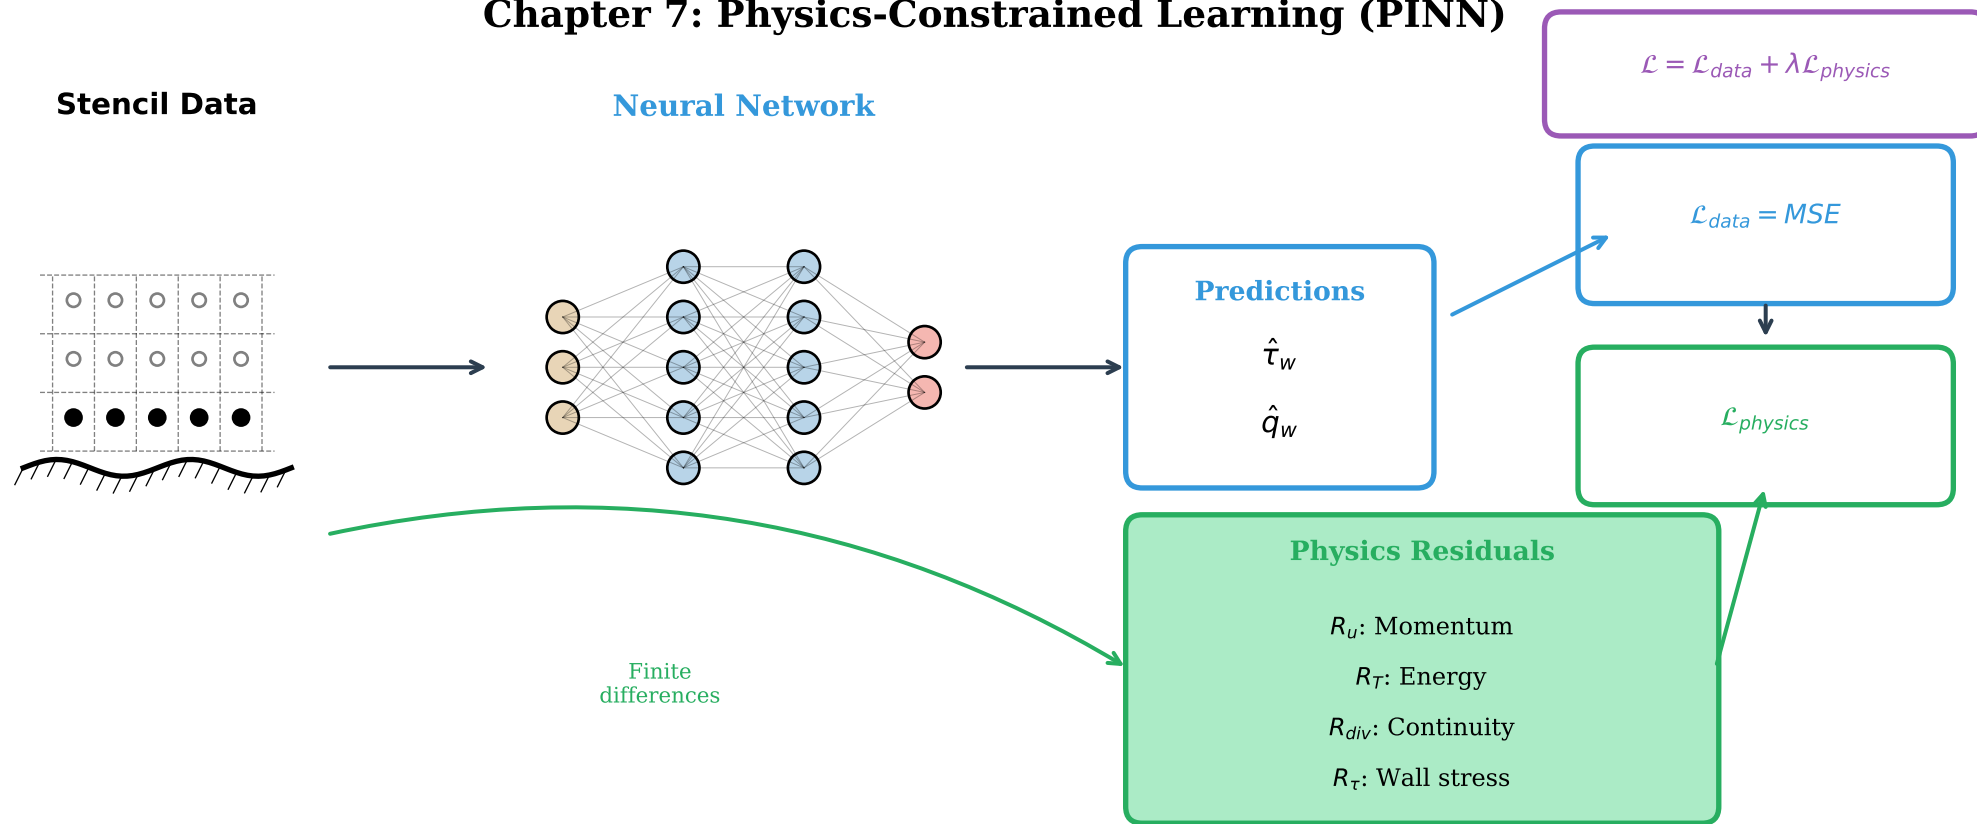 Chapter 7: Physics-Constrained Learning (PINN)
ℒ = ℒ_data + λℒ_physics
Stencil Data
Neural Network
ℒ_data = MSE
Predictions
τ̂_w
q̂_w
ℒ_physics
Physics Residuals
R_u: Momentum
R_T: Energy
R_div: Continuity
R_τ: Wall stress
Finite
differences